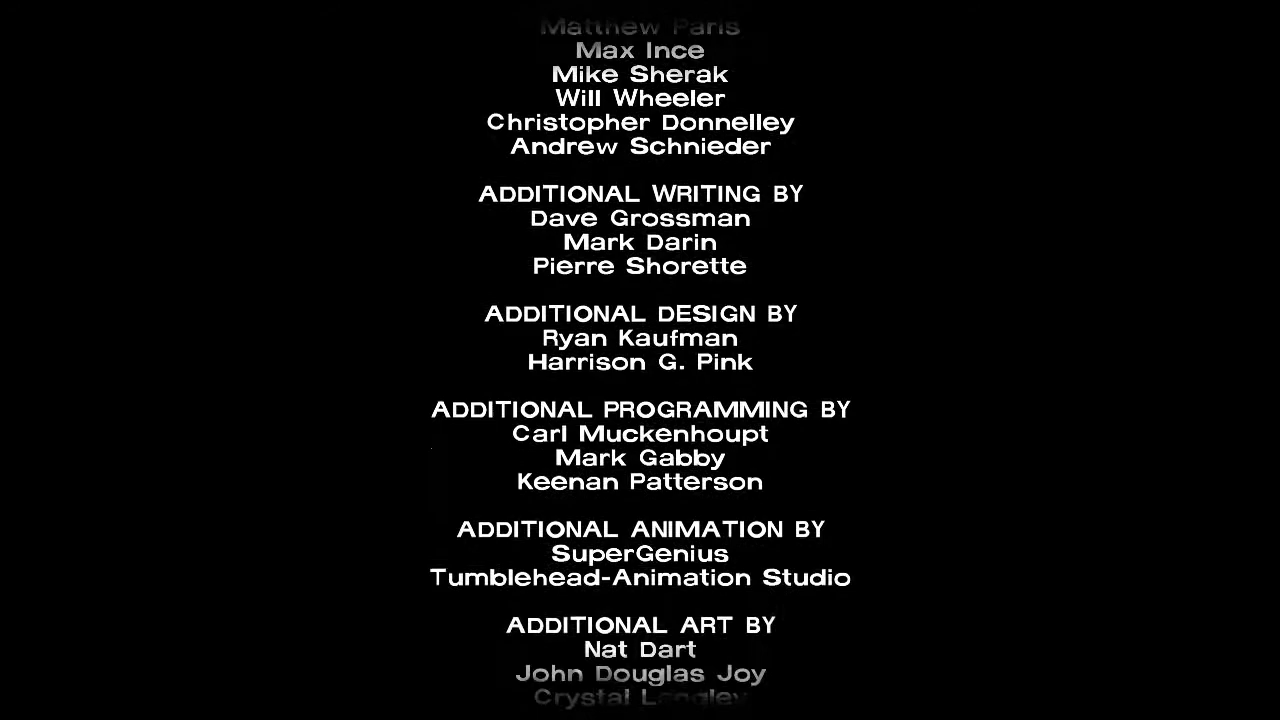 Matthew Paris
Max Ince
Mike Sherak
Will Wheeler
Christopher Donnelley
Andrew Schnieder
ADDITIONAL WRITING BY
Dave Grossman
Mark Darin
Pierre Shorette
ADDITIONAL DESIGN BY
Ryan Kaufman
Harrison G. Pink
ADDITIONAL PROGRAMMING BY
Carl Muckenhoupt
Mark Gabby
Keenan Patterson
ADDITIONAL ANIMATION BY
SuperGenius
Tumblehead-Animation Studio
ADDITIONAL ART BY
Nat Dart
John Douglas Joy
Crystal Langley